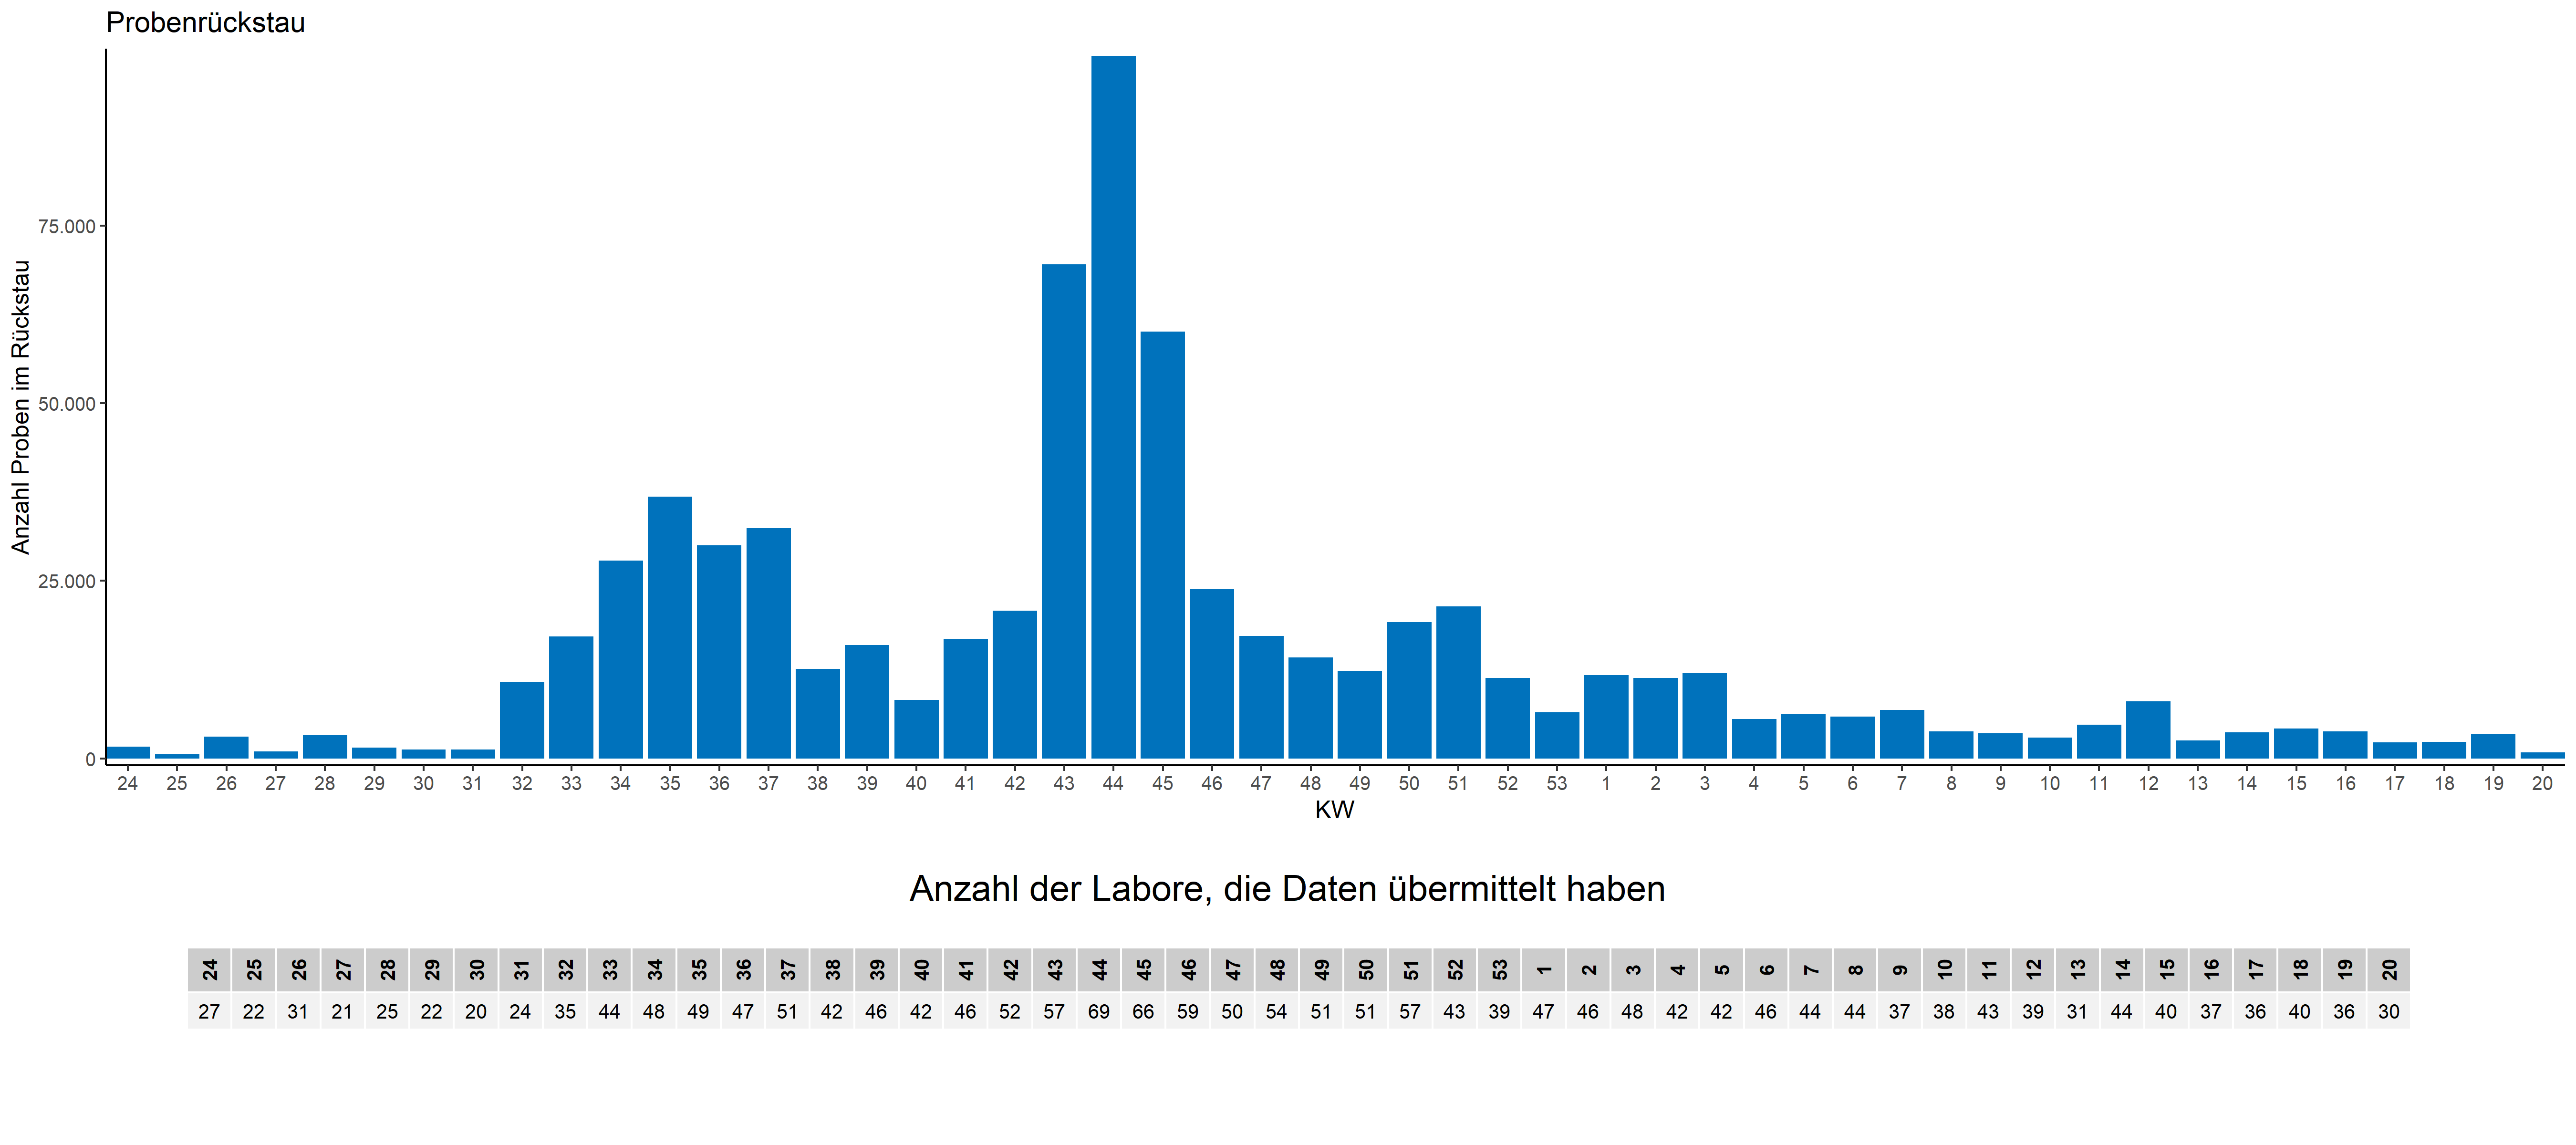 Probenrückstau
Anzahl Proben im Rückstau
75.000
50.000
25.000
0
24 25 26 27 28 29 30 31 32 33 34 35 36 37 38 39 40 41 42 43 44 45 46 47 48 49 50 51 52 53 1 2 3 4 5 6 7 8 9 10 11 12 13 14 15 16 17 18 19 20
KW
Anzahl der Labore, die Daten übermittelt haben
24 25 26 27 28 29 30 31 32 33 34 35 36 37 38 39 40 41 42 43 44 45 46 47 48 49 50 51 52 53 1 2 3 4 5 6 7 8 9 10 11 12 13 14 15 16 17 18 19 20
27 22 31 21 25 22 20 24 35 44 48 49 47 51 42 46 42 46 52 57 69 66 59 50 54 51 51 57 43 39 47 46 48 42 42 46 44 44 37 38 43 39 31 44 40 37 36 40 36 30